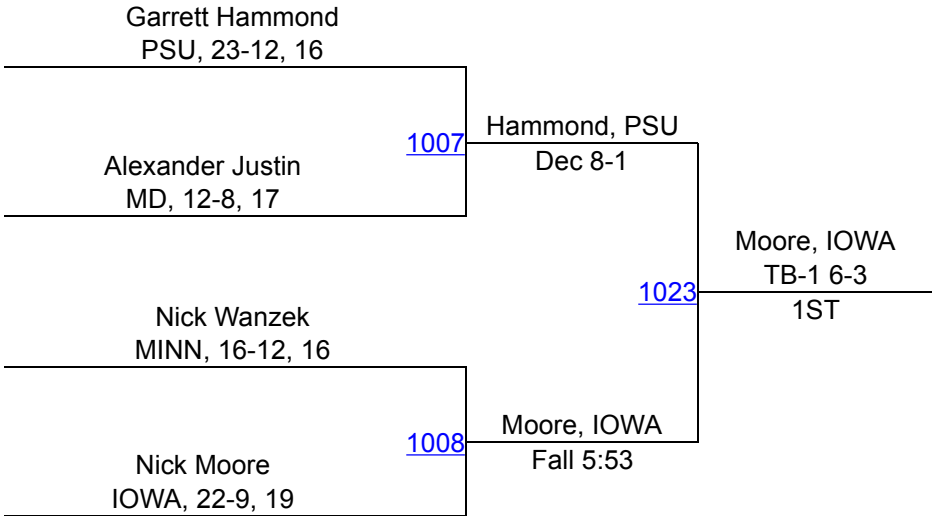 Garrett Hammond
PSU, 23-12, 16
1007
Hammond, PSU
Dec 8-1
Alexander Justin
MD, 12-8, 17
Moore, IOWA
TB-1 6-3
1023
1ST
Nick Wanzek
MINN, 16-12, 16
1008
Moore, IOWA
Fall 5:53
Nick Moore
IOWA, 22-9, 19